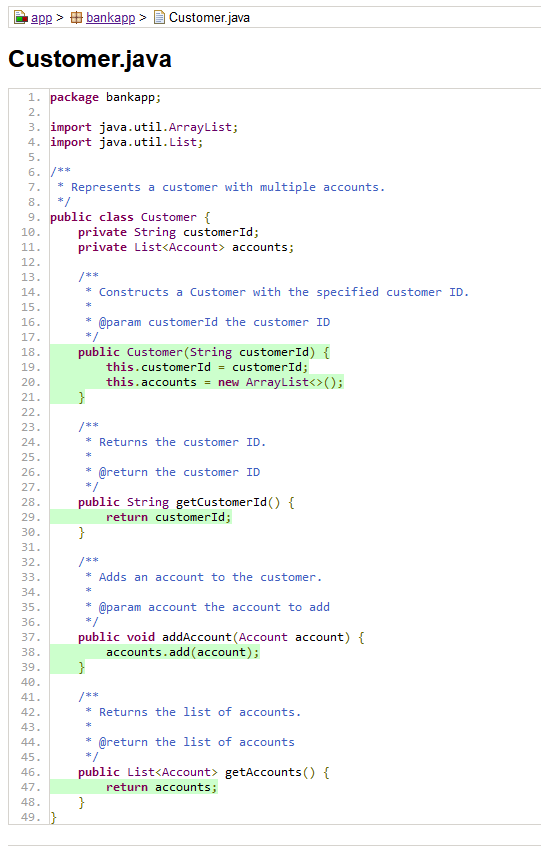 app > bankapp > Customer.java
Customer.java
1. package bankapp;
2.
3. import java.util.ArrayList;
4. import java.util.List;
5.
6. /**
7.  * Represents a customer with multiple accounts.
8.  */
9. public class Customer {
10.     private String customerId;
11.     private List<Account> accounts;
12.
13.     /**
14.      * Constructs a Customer with the specified customer ID.
15.      *
16.      * @param customerId the customer ID
17.      */
18.     public Customer(String customerId) {
19.         this.customerId = customerId;
20.         this.accounts = new ArrayList<>();
21.     }
22.
23.     /**
24.      * Returns the customer ID.
25.      *
26.      * @return the customer ID
27.      */
28.     public String getCustomerId() {
29.         return customerId;
30.     }
31.
32.     /**
33.      * Adds an account to the customer.
34.      *
35.      * @param account the account to add
36.      */
37.     public void addAccount(Account account) {
38.         accounts.add(account);
39.     }
40.
41.     /**
42.      * Returns the list of accounts.
43.      *
44.      * @return the list of accounts
45.      */
46.     public List<Account> getAccounts() {
47.         return accounts;
48.     }
49. }